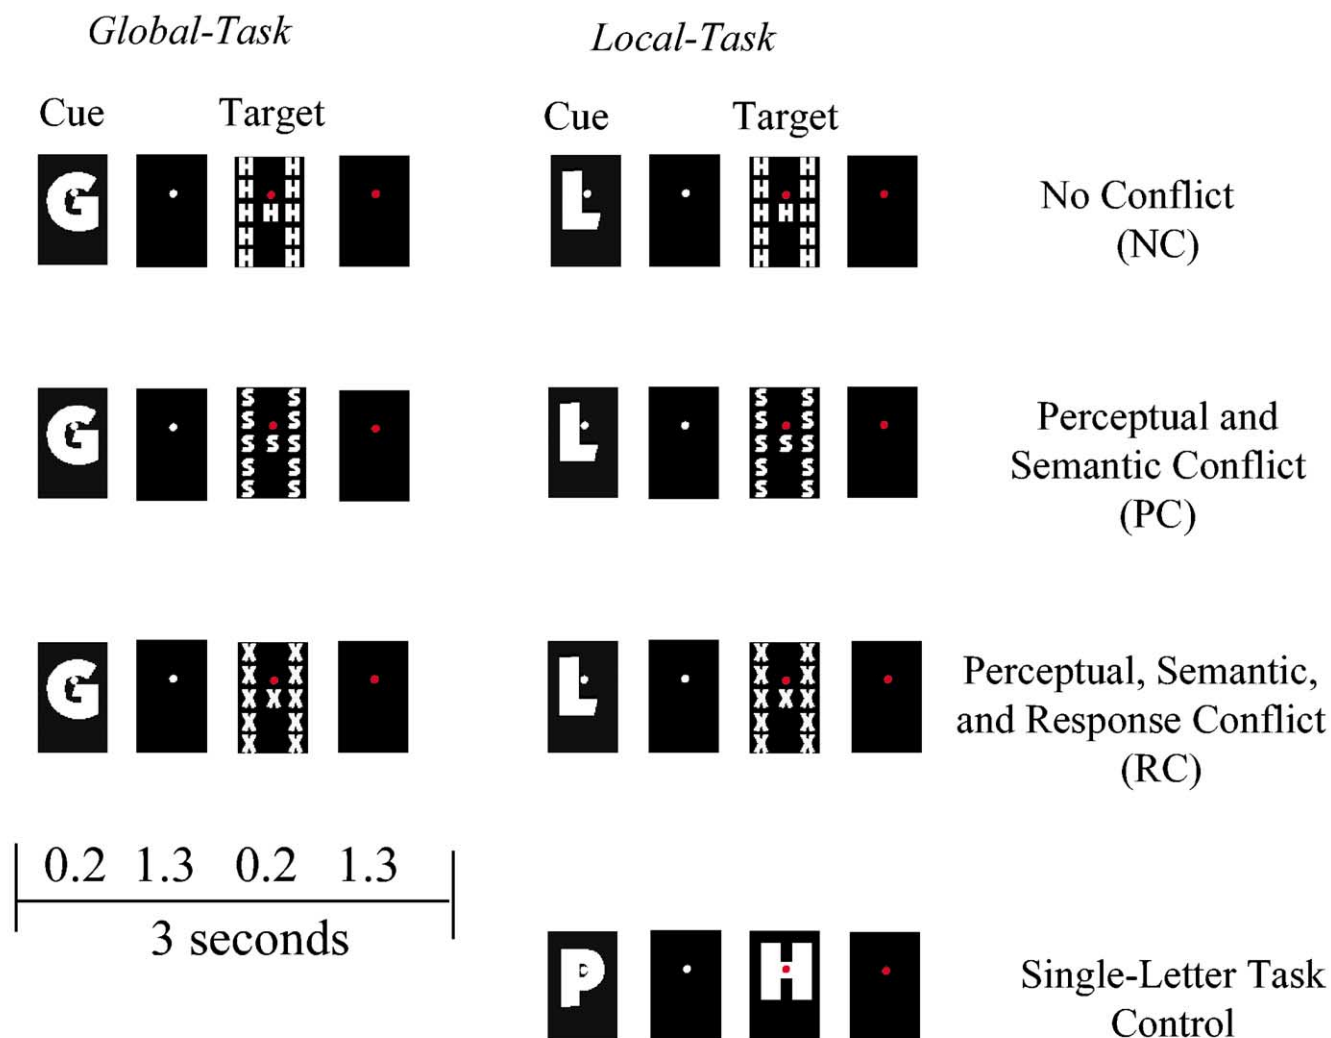 Global-Task
Local-Task
Cue Target
Cue Target
G
H H
H H
H H H
H H
H H
L
H H
H H
H H H
H H
H H
No Conflict
(NC)
G
S S
S S
S S S
S S
S S
L
S S
S S
S S S
S S
S S
Perceptual and
Semantic Conflict
(PC)
G
X X
X X
X X X
X X
X X
L
X X
X X
X X X
X X
X X
Perceptual, Semantic,
and Response Conflict
(RC)
0.2 1.3 0.2 1.3
3 seconds
P
H
Single-Letter Task
Control